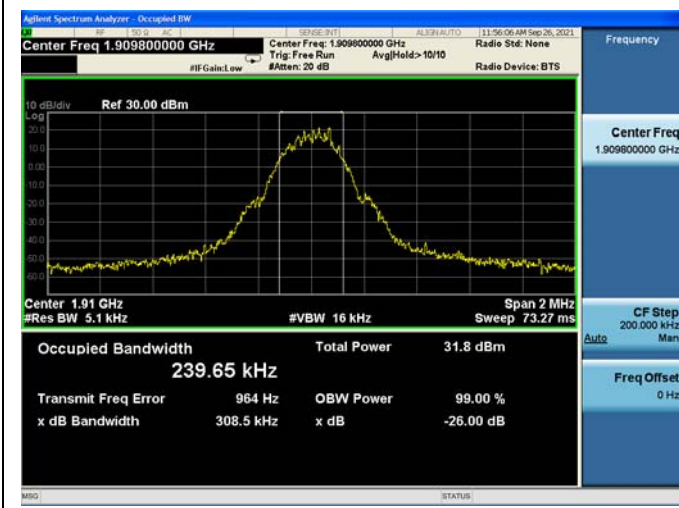 Agilent Spectrum Analyzer - Occupied BW
RF 50 Ω AC SENSE:INT ALIGN AUTO 11:56:06 AM Sep 26, 2021
Center Freq 1.909800000 GHz Center Freq: 1.909800000 GHz Radio Std: None
Trig: Free Run Avg|Hold:>10/10
#IFGain:Low #Atten: 20 dB Radio Device: BTS
Frequency
10 dB/div Ref 30.00 dBm
Log
20.0
10.0
0.00
-10.0
-20.0
-30.0
-40.0
-50.0
-60.0
Center Freq
1.909800000 GHz
Center 1.91 GHz Span 2 MHz
#Res BW 5.1 kHz #VBW 16 kHz Sweep 73.27 ms
CF Step
200.000 kHz
Auto Man
Occupied Bandwidth Total Power 31.8 dBm
239.65 kHz
Transmit Freq Error 964 Hz OBW Power 99.00 %
x dB Bandwidth 308.5 kHz x dB -26.00 dB
Freq Offset
0 Hz
MSG STATUS